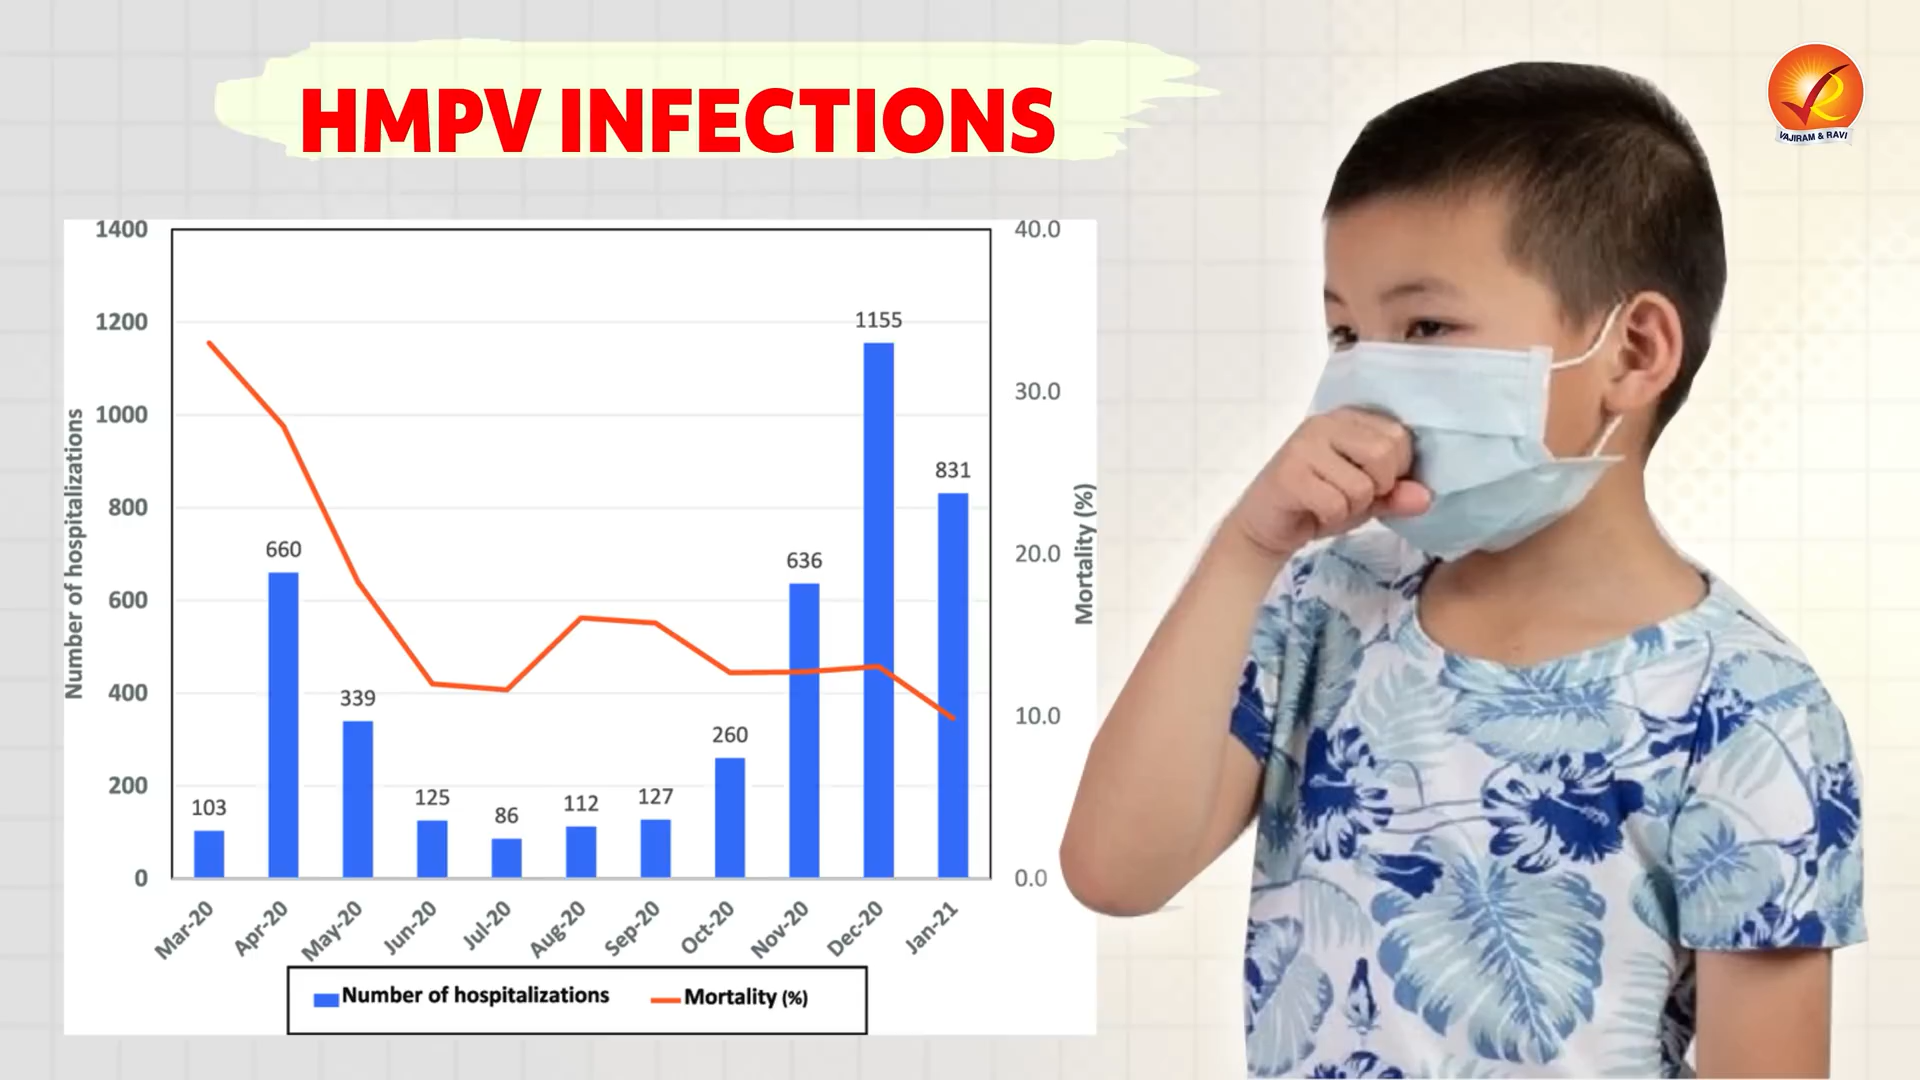 HMPV INFECTIONS
VAJIRAM & RAVI
1400
1200
1000
800
600
400
200
0
Number of hospitalizations
40.0
30.0
20.0
10.0
0.0
Mortality (%)
103
660
339
125
86
112
127
260
636
1155
831
Mar-20
Apr-20
May-20
Jun-20
Jul-20
Aug-20
Sep-20
Oct-20
Nov-20
Dec-20
Jan-21
Number of hospitalizations
Mortality (%)